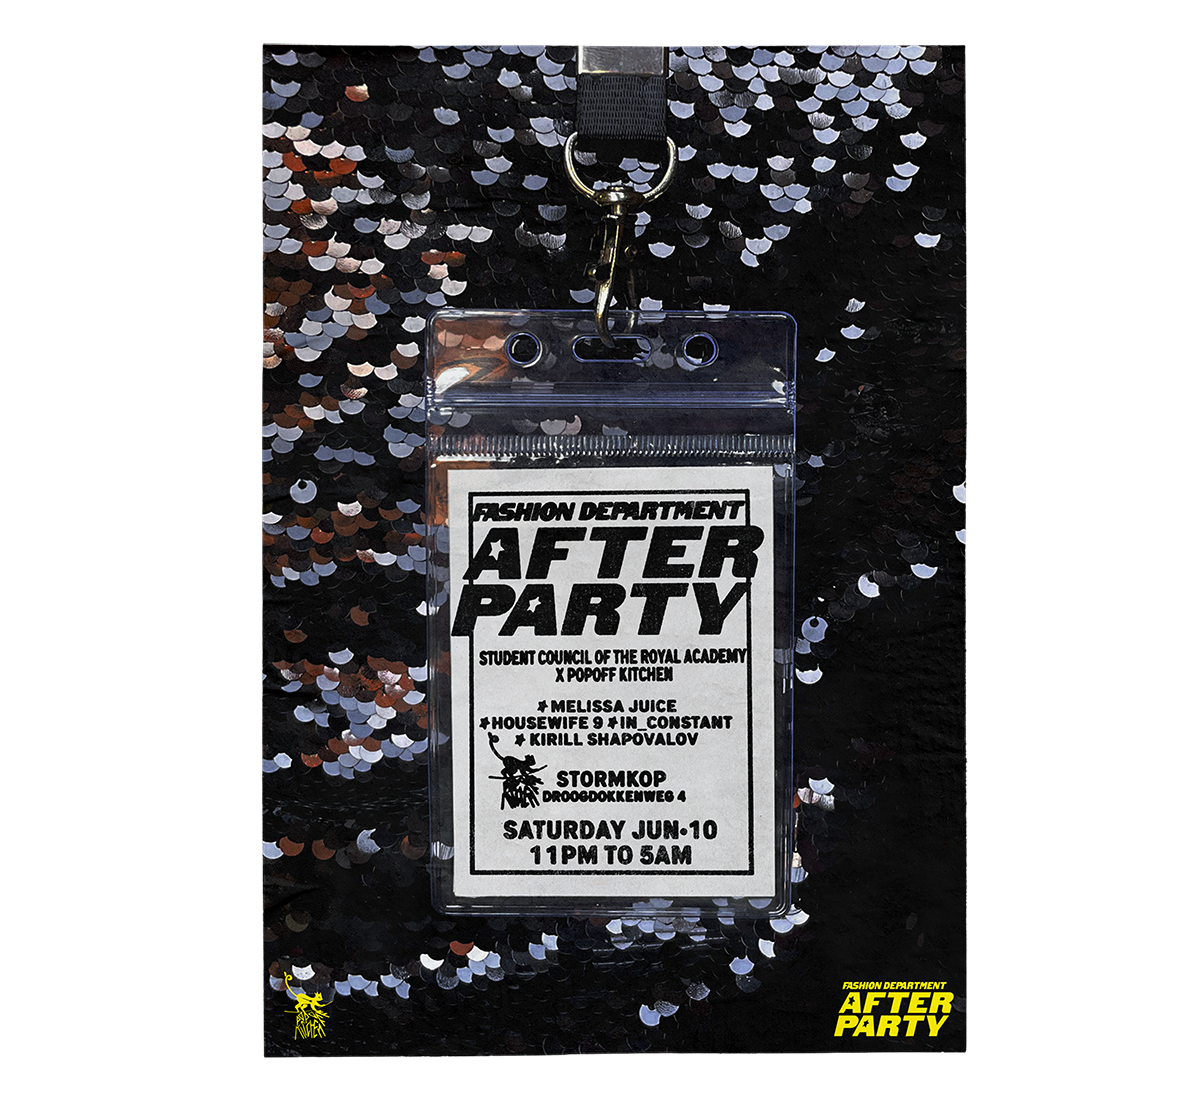 FASHION DEPARTMENT
AFTER
PARTY
STUDENT COUNCIL OF THE ROYAL ACADEMY
X POPOFF KITCHEN
★MELISSA JUICE
★HOUSEWIFE 9 ★IN_CONSTANT
★ KIRILL SHAPOVALOV
STORMKOP
DROOGDOKKENWEG 4
SATURDAY JUN•10
11PM TO 5AM
KITCHEN
FASHION DEPARTMENT
AFTER
PARTY